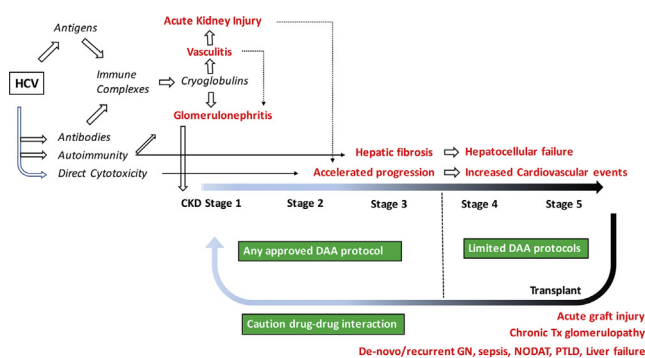 Antigens
Acute Kidney Injury
Vasculitis
HCV
Immune
Complexes
Cryoglobulins
Glomerulonephritis
Antibodies
Autoimmunity
Direct Cytotoxicity
Hepatic fibrosis
Hepatocellular failure
Accelerated progression
Increased Cardiovascular events
CKD Stage 1
Stage 2
Stage 3
Stage 4
Stage 5
Any approved DAA protocol
Limited DAA protocols
Transplant
Caution drug-drug interaction
Acute graft injury
Chronic Tx glomerulopathy
De-novo/recurrent GN, sepsis, NODAT, PTLD, Liver failure